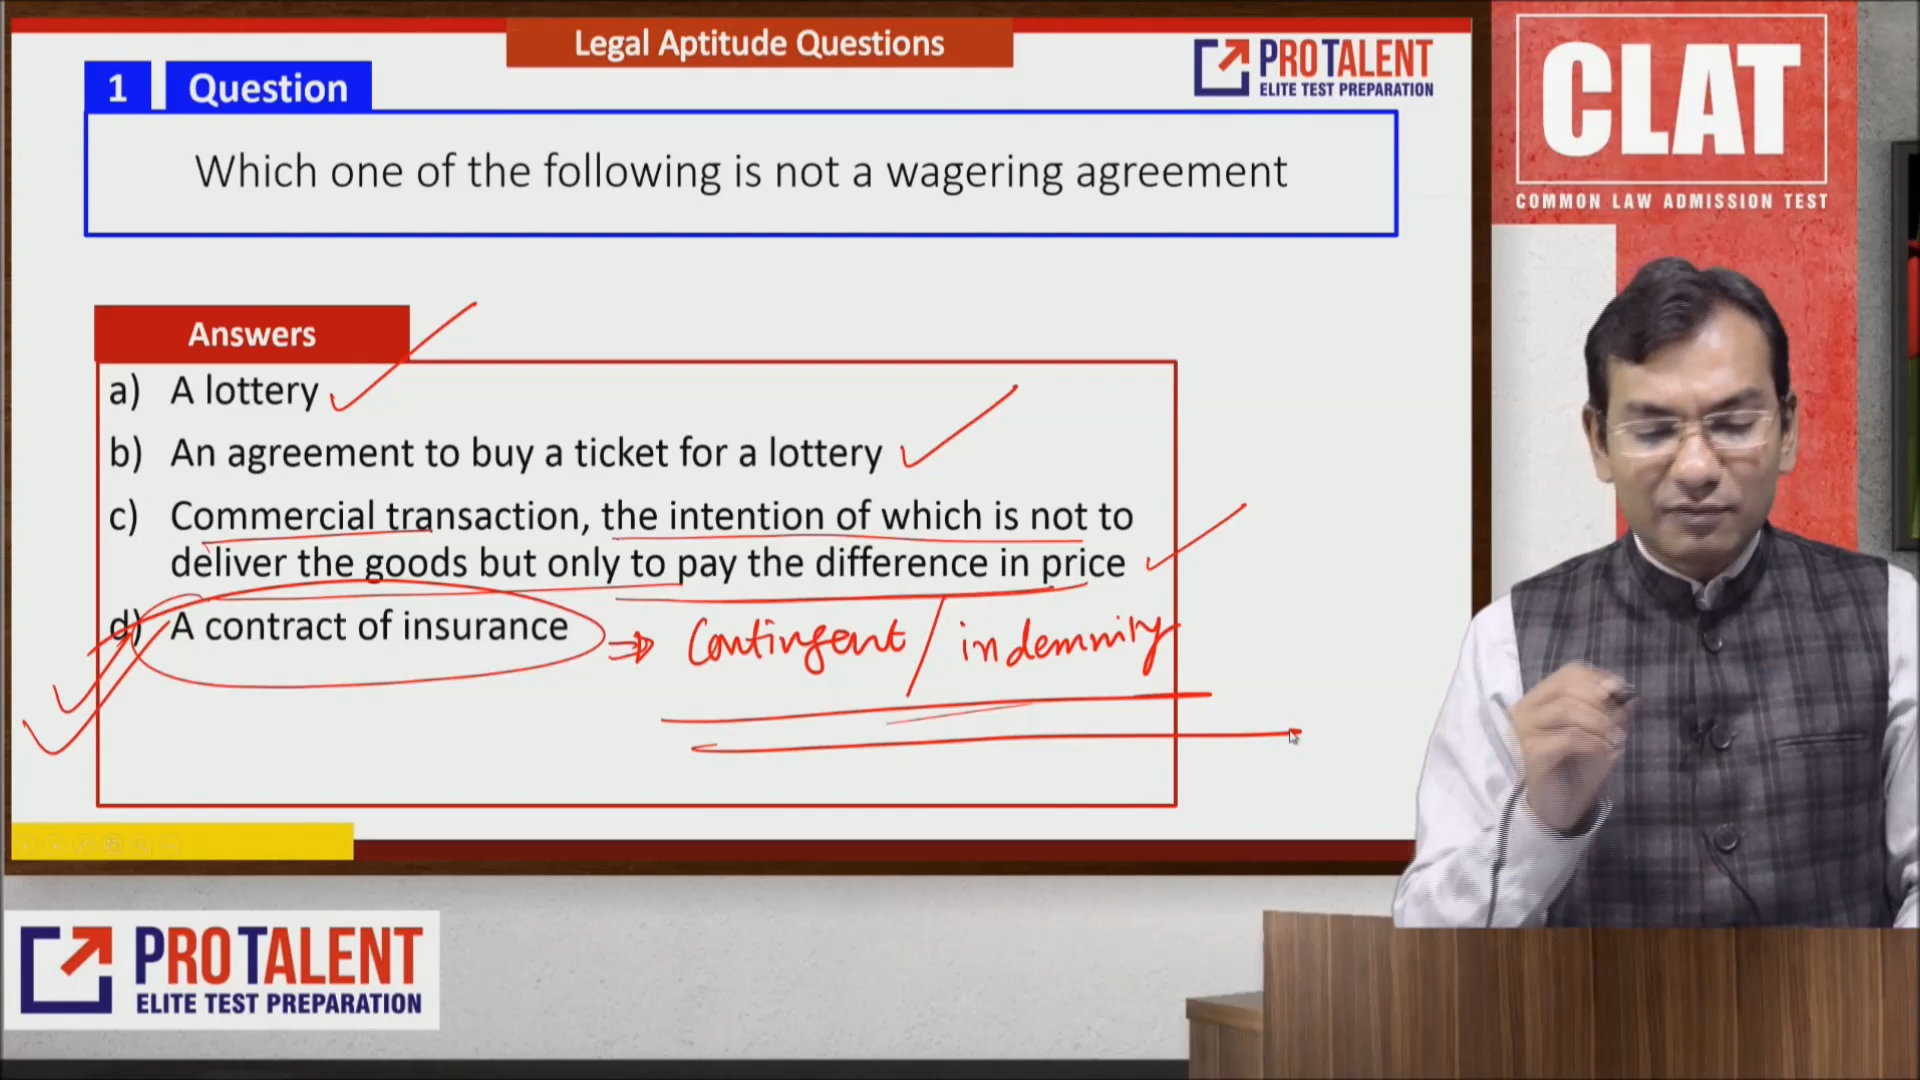 Legal Aptitude Questions
PROTALENT
ELITE TEST PREPARATION
CLAT
COMMON LAW ADMISSION TEST
1 Question
Which one of the following is not a wagering agreement
Answers
a) A lottery
b) An agreement to buy a ticket for a lottery
c) Commercial transaction, the intention of which is not to
deliver the goods but only to pay the difference in price
d) A contract of insurance ⇒ Contingent / indemnity
PROTALENT
ELITE TEST PREPARATION